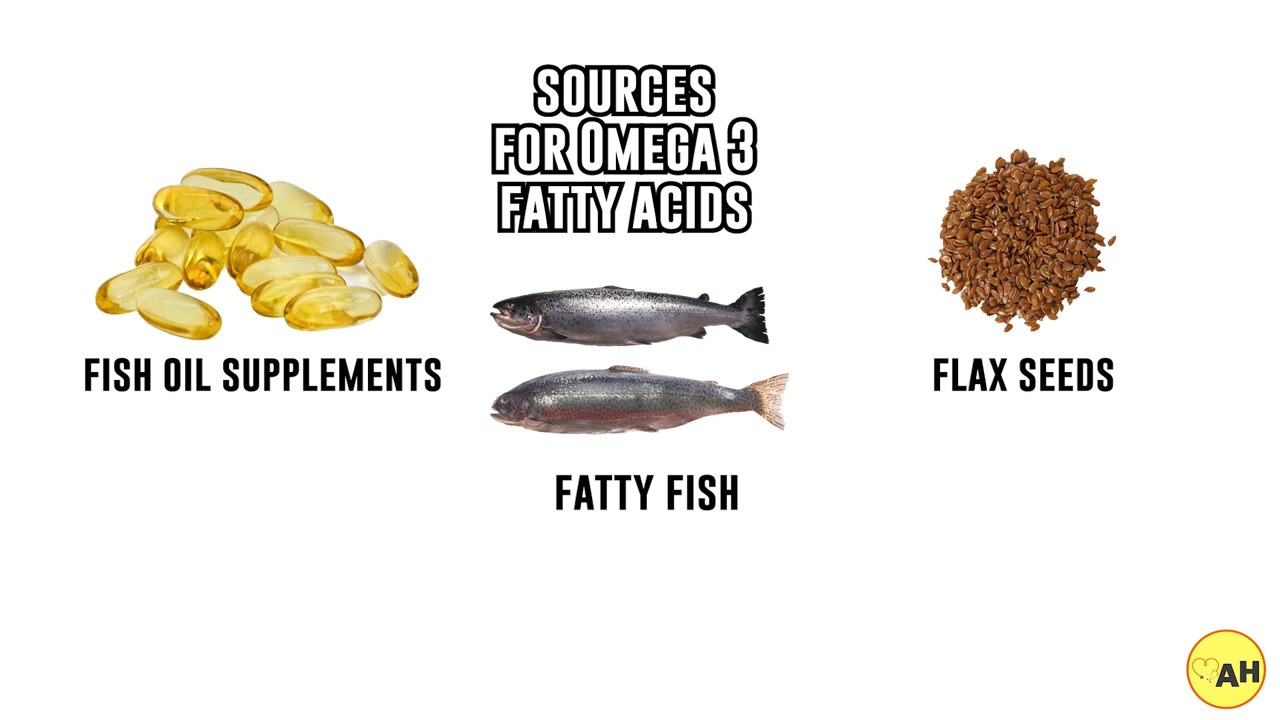 SOURCES
FOR OMEGA 3
FATTY ACIDS
FISH OIL SUPPLEMENTS
FLAX SEEDS
FATTY FISH
AH